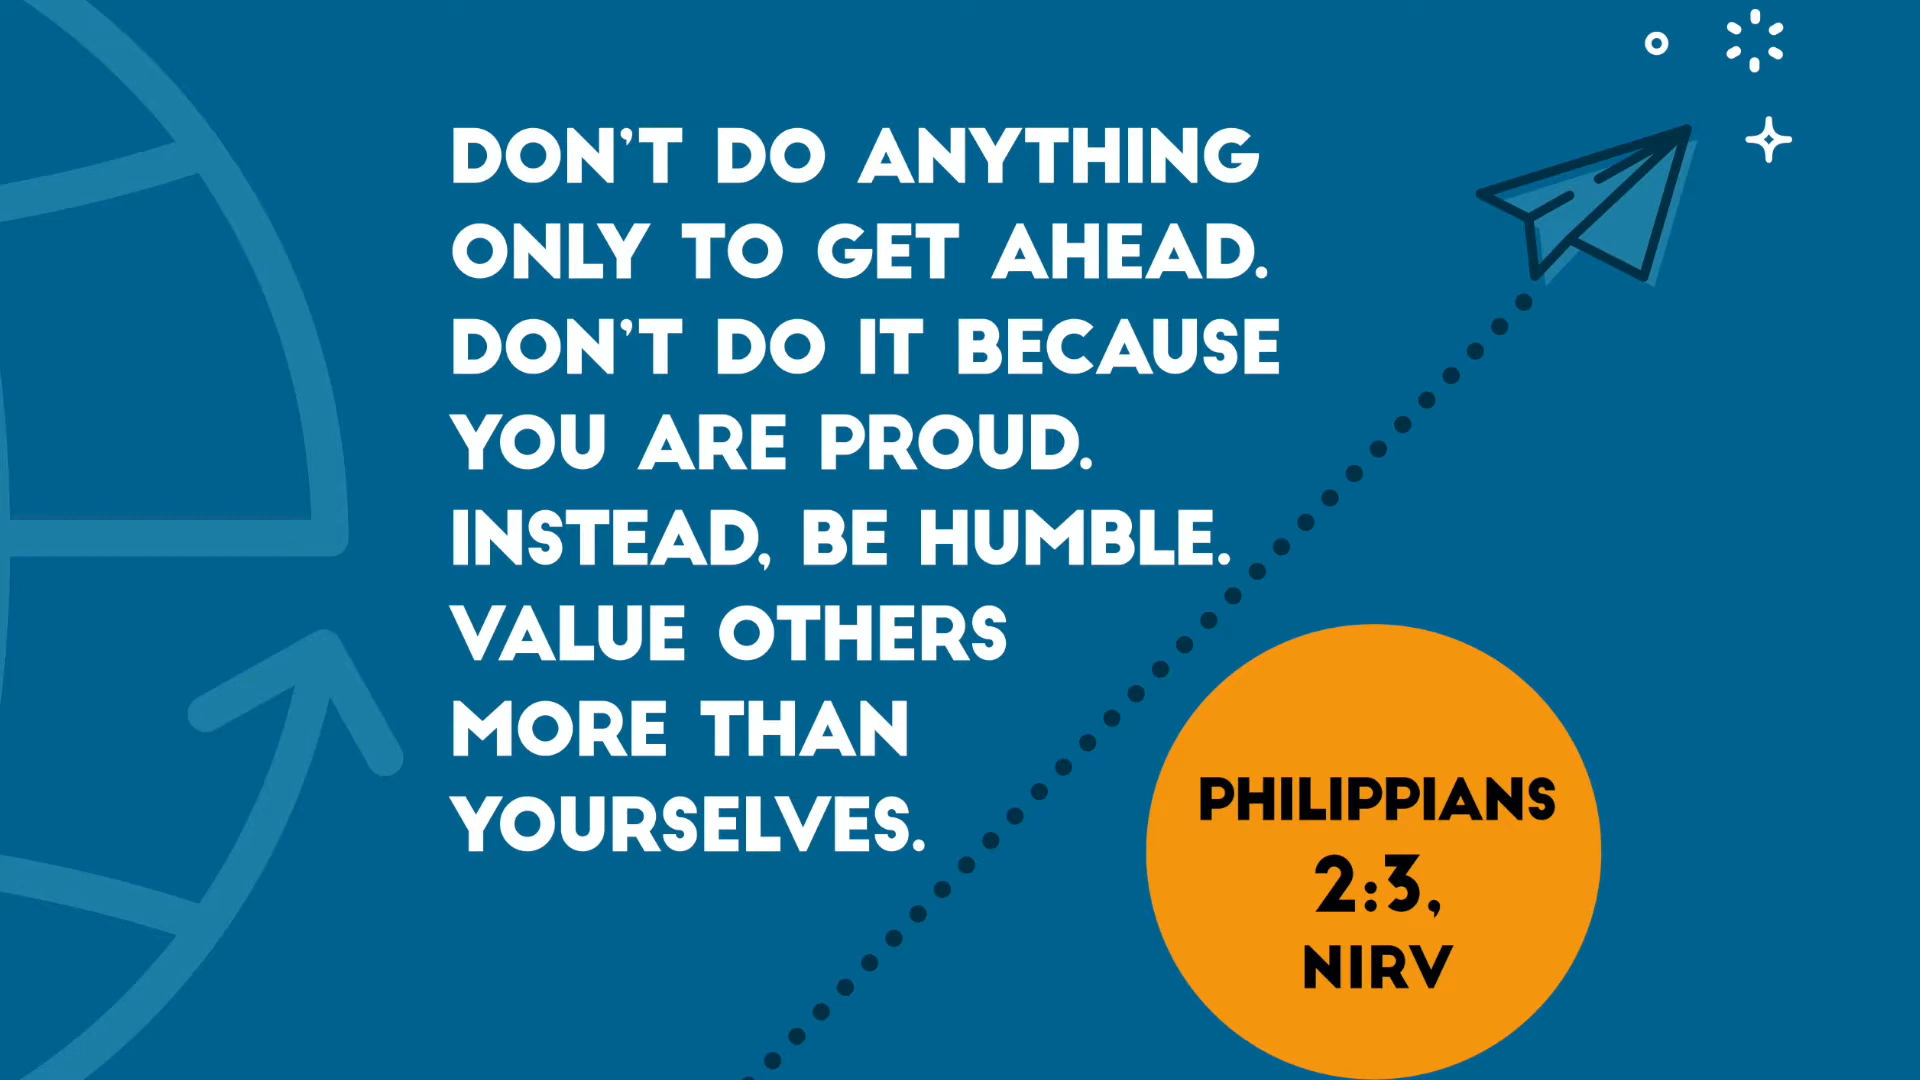 DON'T DO ANYTHING
ONLY TO GET AHEAD.
DON'T DO IT BECAUSE
YOU ARE PROUD.
INSTEAD, BE HUMBLE.
VALUE OTHERS
MORE THAN
YOURSELVES.
PHILIPPIANS
2:3,
NIRV